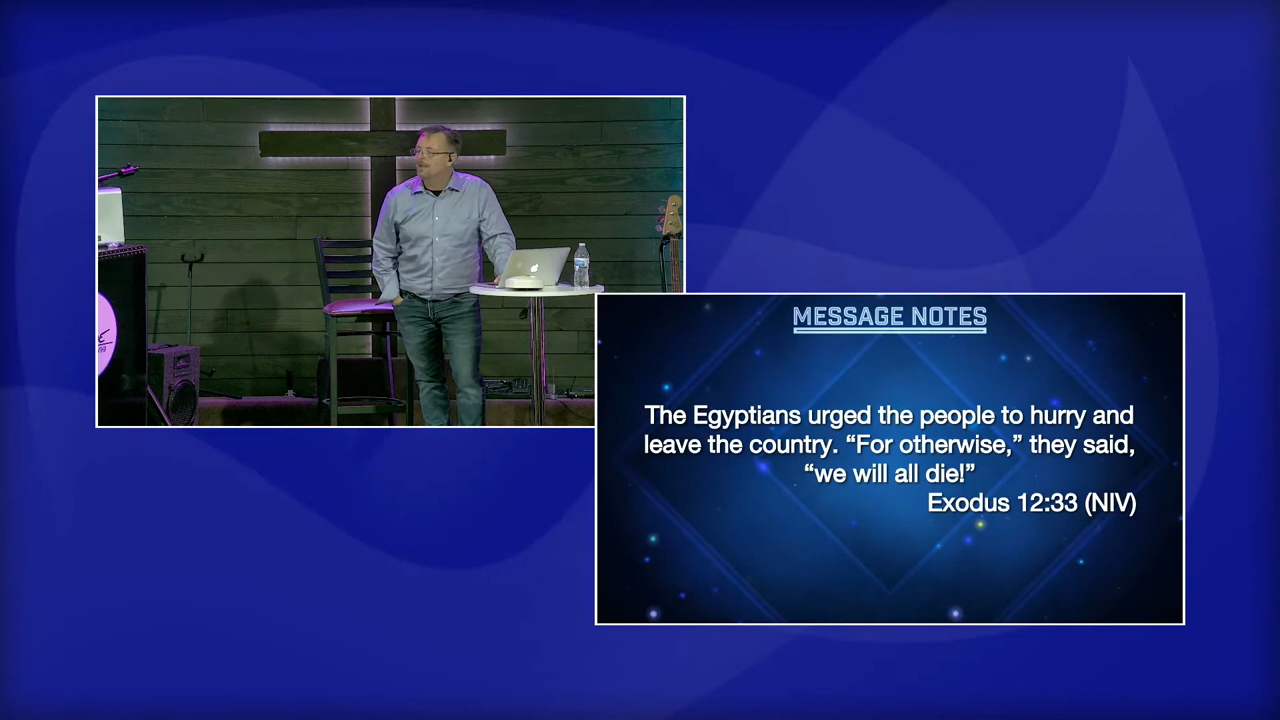 MESSAGE NOTES
The Egyptians urged the people to hurry and
leave the country. “For otherwise,” they said,
“we will all die!”
Exodus 12:33 (NIV)